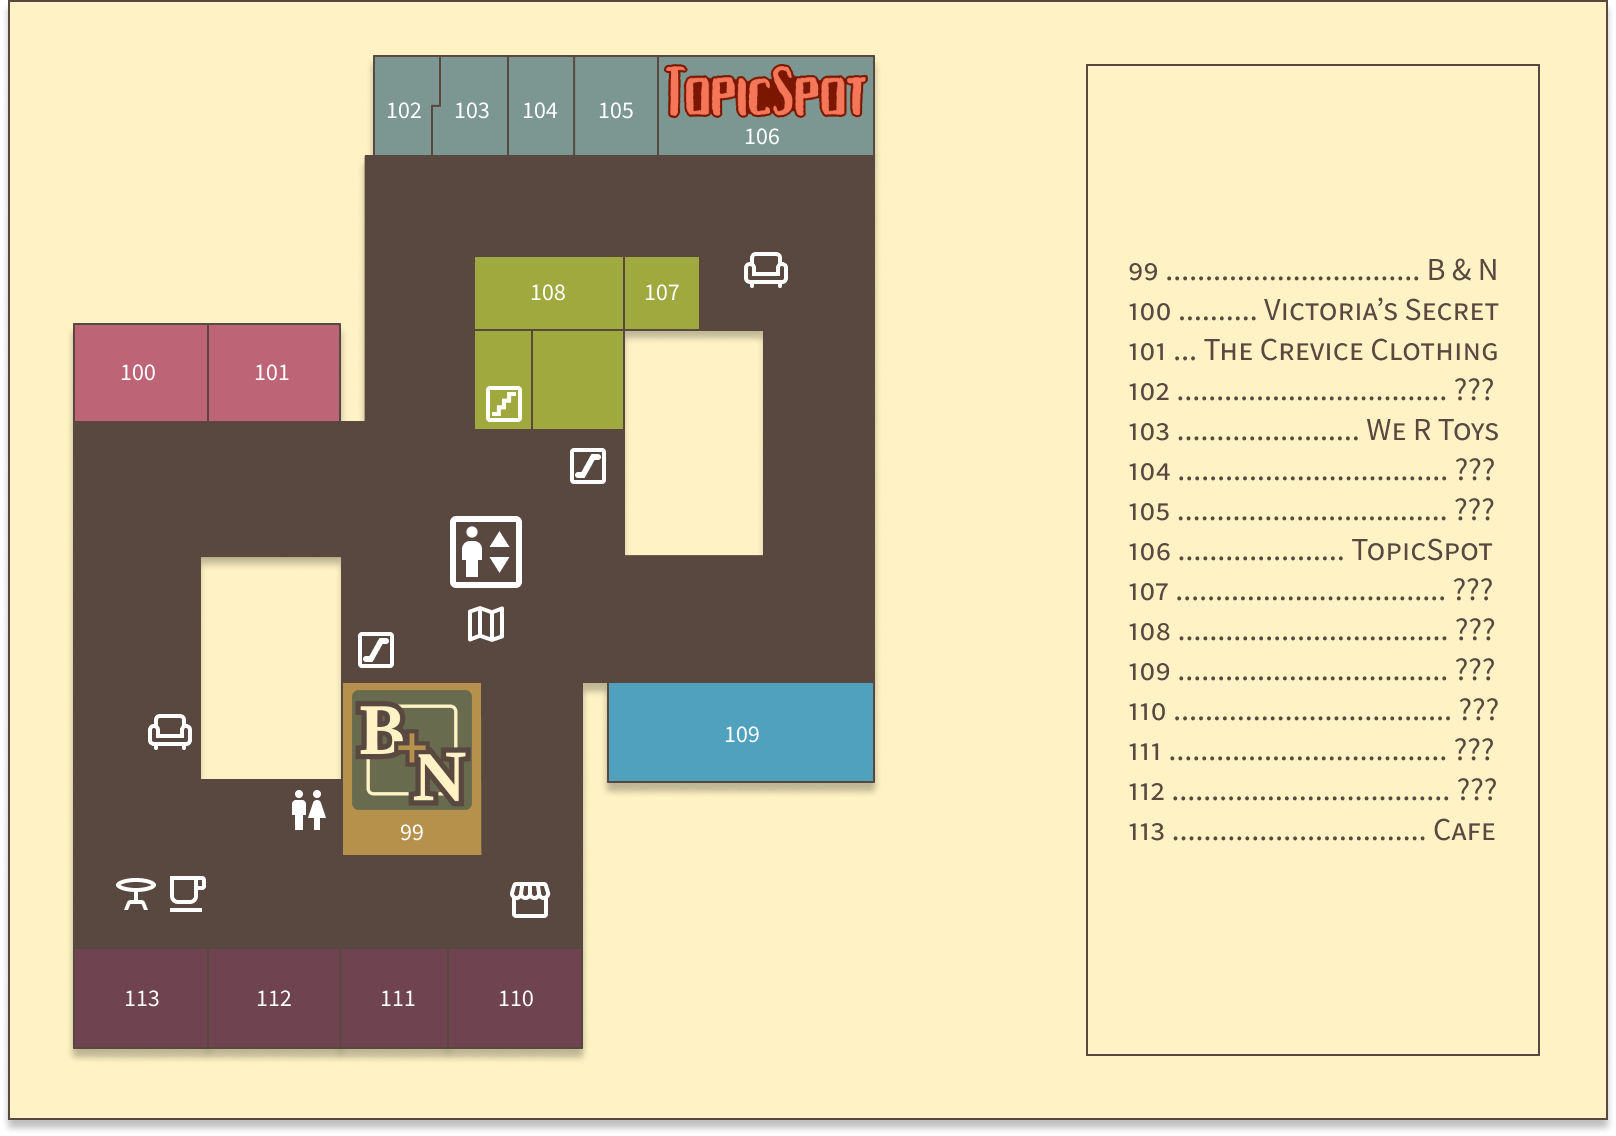 102
103
104
105
TopicSpot
106
108
107
100
101
B+N
99
109
113
112
111
110
99 ................................ B & N
100 .......... Victoria’s Secret
101 ... The Crevice Clothing
102 .................................. ???
103 ....................... We R Toys
104 .................................. ???
105 .................................. ???
106 ..................... TopicSpot
107 .................................. ???
108 .................................. ???
109 .................................. ???
110 ................................... ???
111 ................................... ???
112 ................................... ???
113 ................................ Cafe